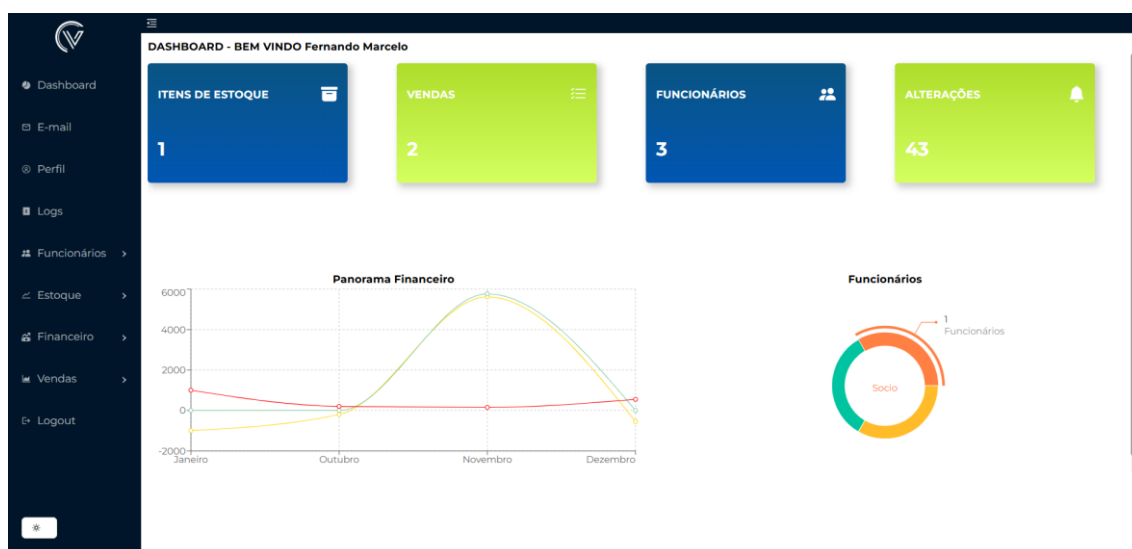 DASHBOARD - BEM VINDO Fernando Marcelo
Dashboard
E-mail
Perfil
Logs
Funcionários
Estoque
Financeiro
Vendas
Logout
ITENS DE ESTOQUE
1
VENDAS
2
FUNCIONÁRIOS
3
ALTERAÇÕES
43
Panorama Financeiro
6000
4000
2000
0
-2000
Janeiro Outubro Novembro Dezembro
Funcionários
1
Funcionários
Socio